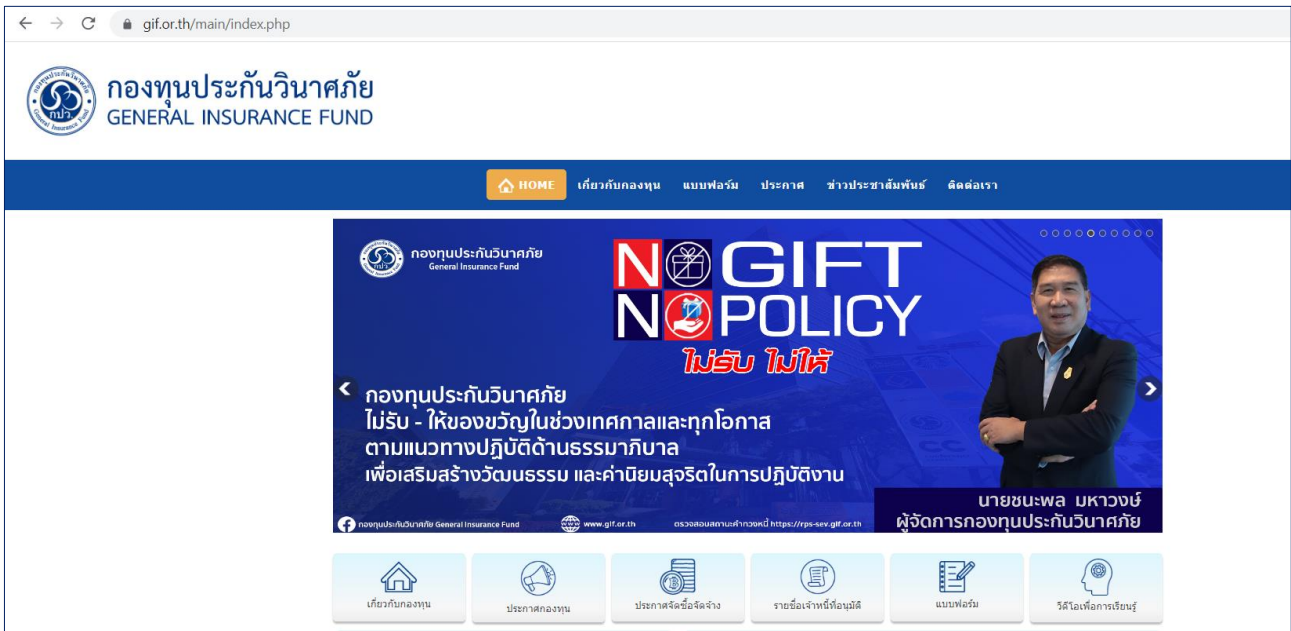 gif.or.th/main/index.php
กองทุนประกันวินาศภัย
GENERAL INSURANCE FUND
HOME เกี่ยวกับกองทุน แบบฟอร์ม ประกาศ ข่าวประชาสัมพันธ์ ติดต่อเรา
กองทุนประกันวินาศภัย
General Insurance Fund
NO GIFT
NO POLICY
ไม่รับ ไม่ให้
กองทุนประกันวินาศภัย
ไม่รับ - ให้ของขวัญในช่วงเทศกาลและทุกโอกาส
ตามแนวทางปฏิบัติด้านธรรมาภิบาล
เพื่อเสริมสร้างวัฒนธรรม และค่านิยมสุจริตในการปฏิบัติงาน
นายชนะพล มหาวงษ์
ผู้จัดการกองทุนประกันวินาศภัย
กองทุนประกันวินาศภัย General Insurance Fund www.gif.or.th ตรวจสอบสถานะคำทวงหนี้ https://rps-sev.gif.or.th
เกี่ยวกับกองทุน ประกาศกองทุน ประกาศจัดซื้อจัดจ้าง รายชื่อเจ้าหนี้ที่อนุมัติ แบบฟอร์ม วีดีโอเพื่อการเรียนรู้